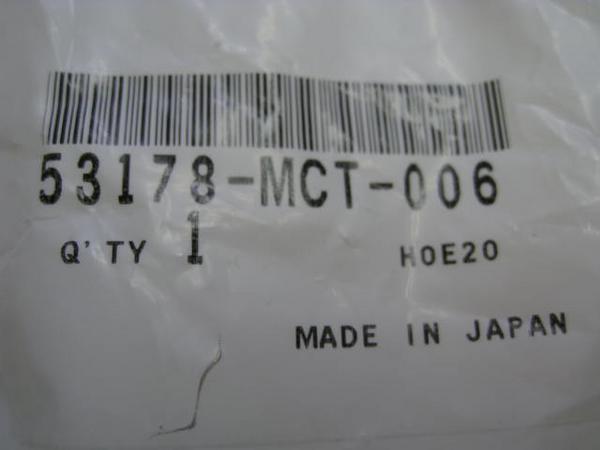 53178-MCT-006
Q'TY 1 H0E20
MADE IN JAPAN